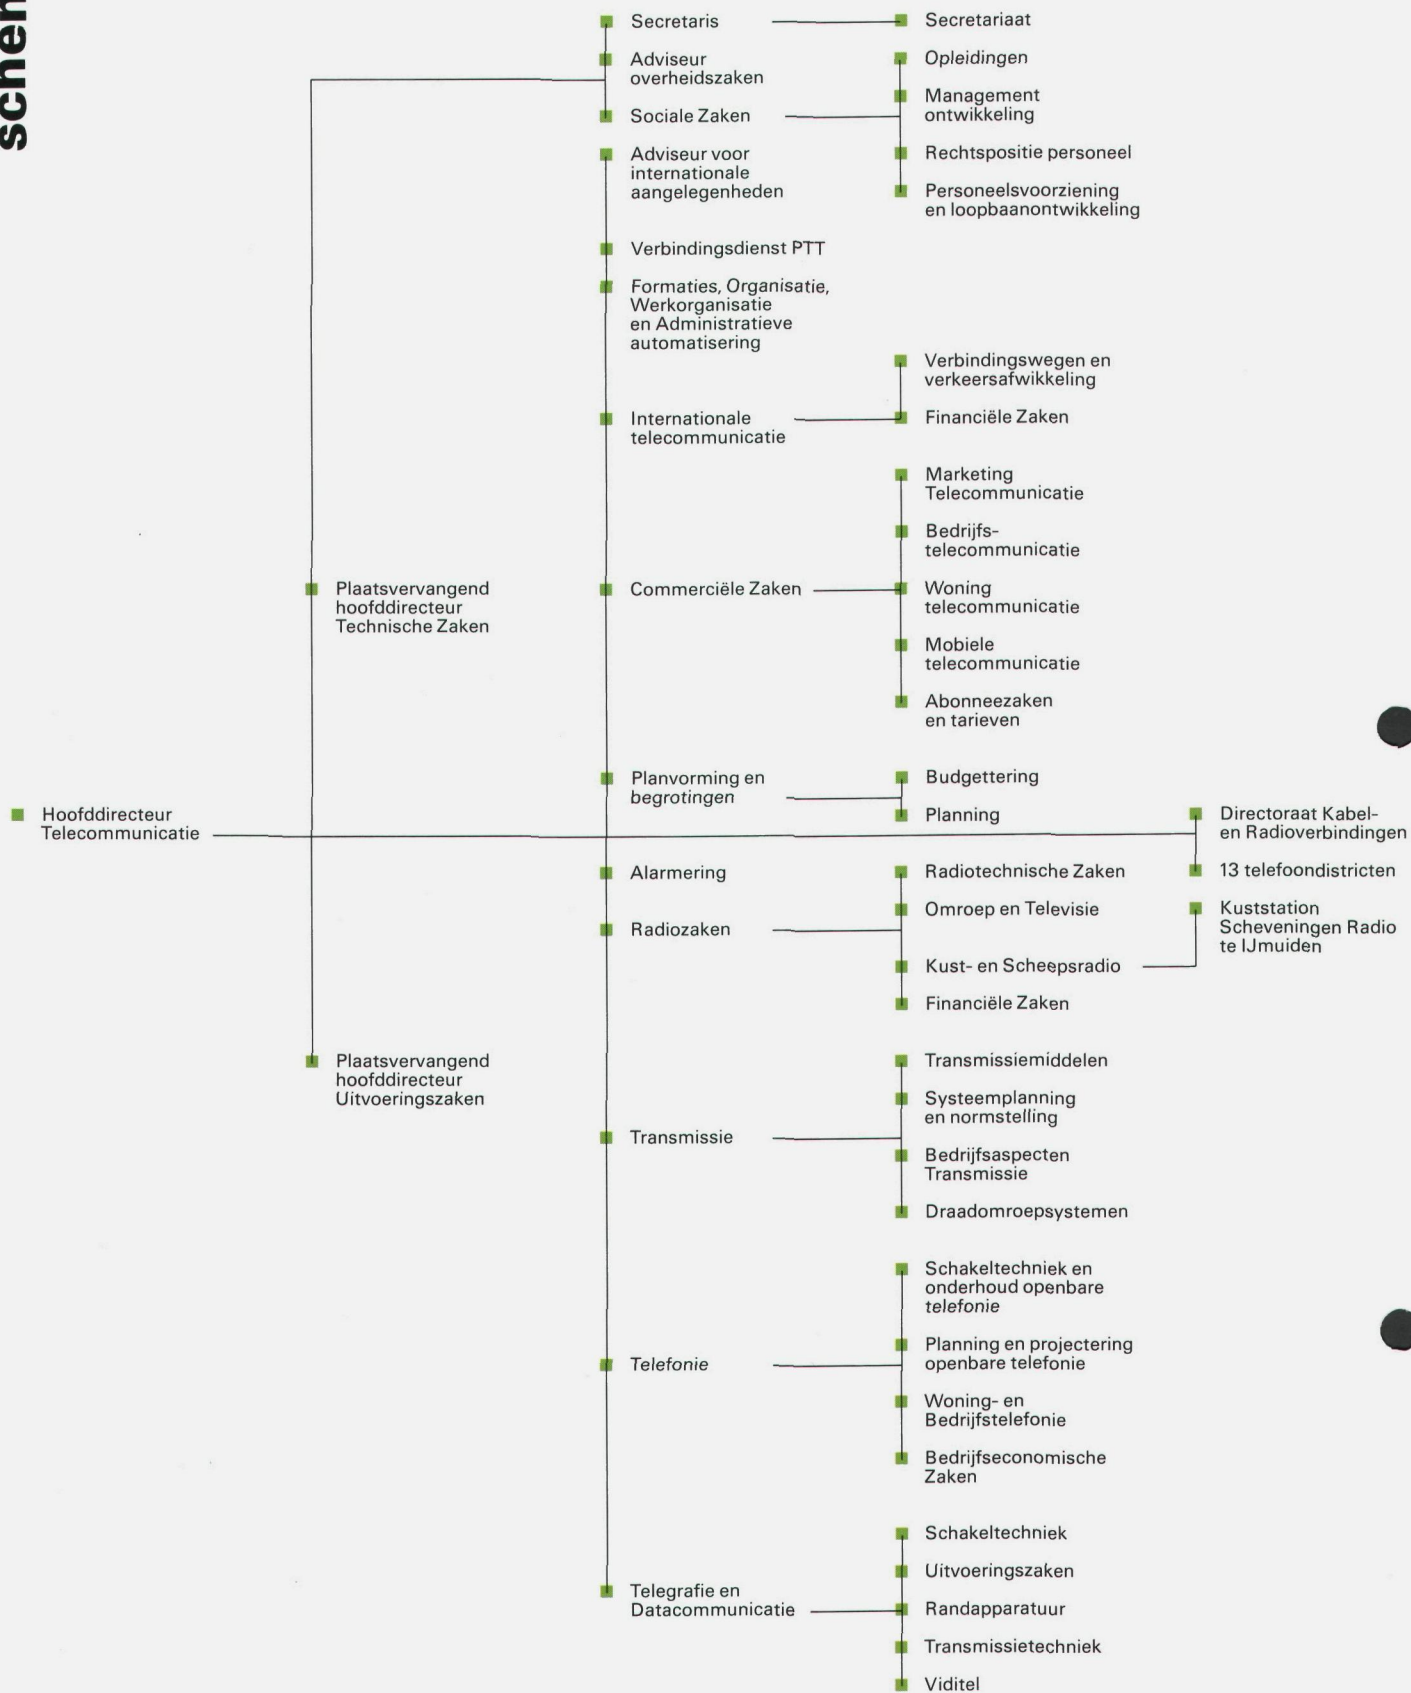 schem
Hoofddirecteur
Telecommunicatie
Plaatsvervangend
hoofddirecteur
Technische Zaken
Plaatsvervangend
hoofddirecteur
Uitvoeringszaken
Secretaris
Adviseur
overheidszaken
Sociale Zaken
Adviseur voor
internationale
aangelegenheden
Verbindingsdienst PTT
Formaties, Organisatie,
Werkorganisatie
en Administratieve
automatisering
Internationale
telecommunicatie
Commerciële Zaken
Planvorming en
begrotingen
Alarmering
Radiozaken
Transmissie
Telefonie
Telegrafie en
Datacommunicatie
Secretariaat
Opleidingen
Management
ontwikkeling
Rechtspositie personeel
Personeelsvoorziening
en loopbaanontwikkeling
Verbindingswegen en
verkeersafwikkeling
Financiële Zaken
Marketing
Telecommunicatie
Bedrijfs-
telecommunicatie
Woning
telecommunicatie
Mobiele
telecommunicatie
Abonneezaken
en tarieven
Budgettering
Planning
Radiotechnische Zaken
Omroep en Televisie
Kust- en Scheepsradio
Financiële Zaken
Transmissiemiddelen
Systeemplanning
en normstelling
Bedrijfsaspecten
Transmissie
Draadomroepsystemen
Schakeltechniek en
onderhoud openbare
telefonie
Planning en projectering
openbare telefonie
Woning- en
Bedrijfstelefonie
Bedrijfseconomische
Zaken
Schakeltechniek
Uitvoeringszaken
Randapparatuur
Transmissietechniek
Viditel
Directoraat Kabel-
en Radioverbindingen
13 telefoondistricten
Kuststation
Scheveningen Radio
te IJmuiden